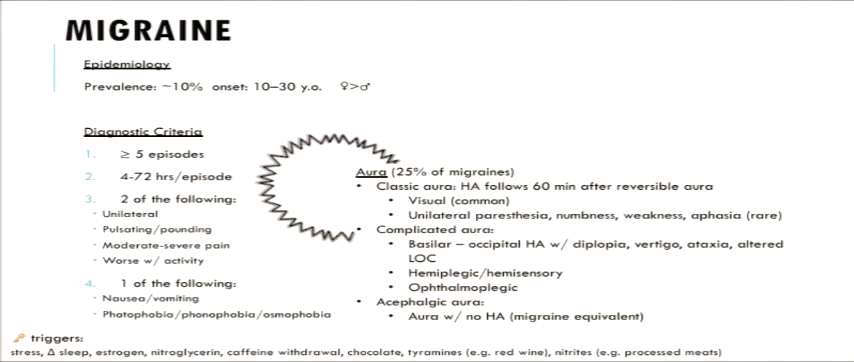 MIGRAINE
Epidemiology
Prevalence: ~10% onset: 10–30 y.o. ♀>♂
Diagnostic Criteria
1. ≥ 5 episodes
2. 4-72 hrs/episode
3. 2 of the following:
- Unilateral
- Pulsating/pounding
- Moderate-severe pain
- Worse w/ activity
4. 1 of the following:
- Nausea/vomiting
- Photophobia/phonophobia/osmophobia
Aura (25% of migraines)
• Classic aura: HA follows 60 min after reversible aura
• Visual (common)
• Unilateral paresthesia, numbness, weakness, aphasia (rare)
• Complicated aura:
• Basilar – occipital HA w/ diplopia, vertigo, ataxia, altered
LOC
• Hemiplegic/hemisensory
• Ophthalmoplegic
• Acephalgic aura:
• Aura w/ no HA (migraine equivalent)
🔑 triggers:
stress, Δ sleep, estrogen, nitroglycerin, caffeine withdrawal, chocolate, tyramines (e.g. red wine), nitrites (e.g. processed meats)